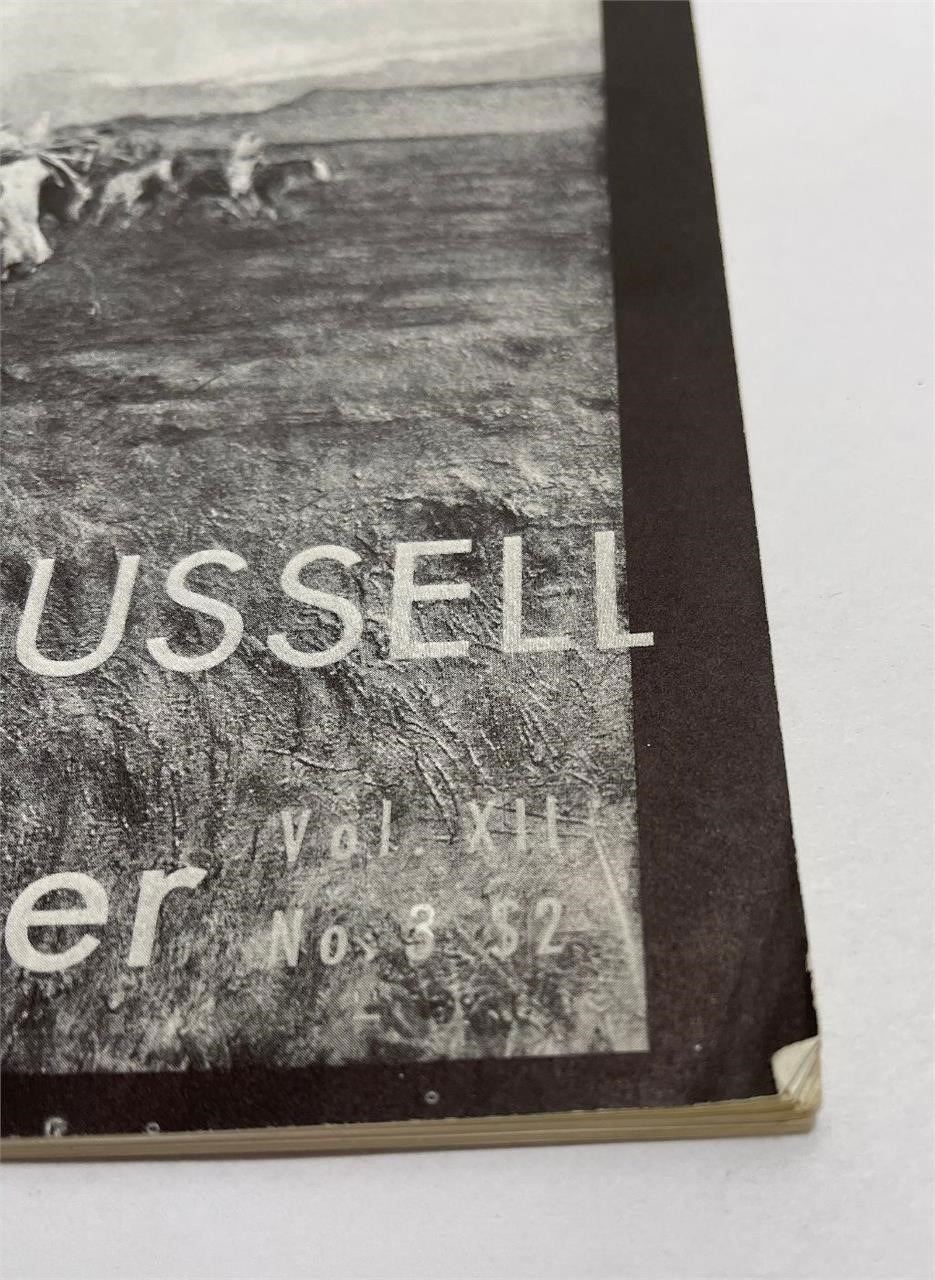 USSELL
er
Vol. XII
No. 3 $2